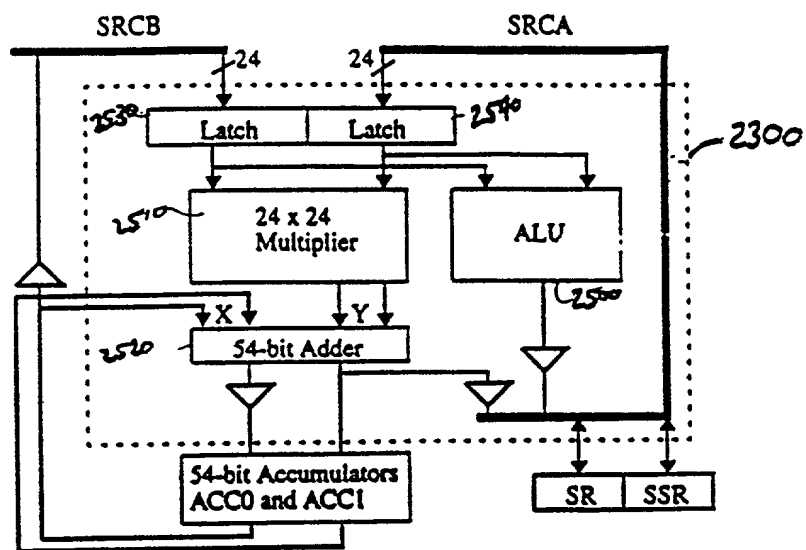 SRCB SRCA
24 24
2530 Latch Latch 2540
2300
2510 24 x 24 Multiplier ALU
2560
X Y
2520 54-bit Adder
54-bit Accumulators
ACC0 and ACC1
SR SSR